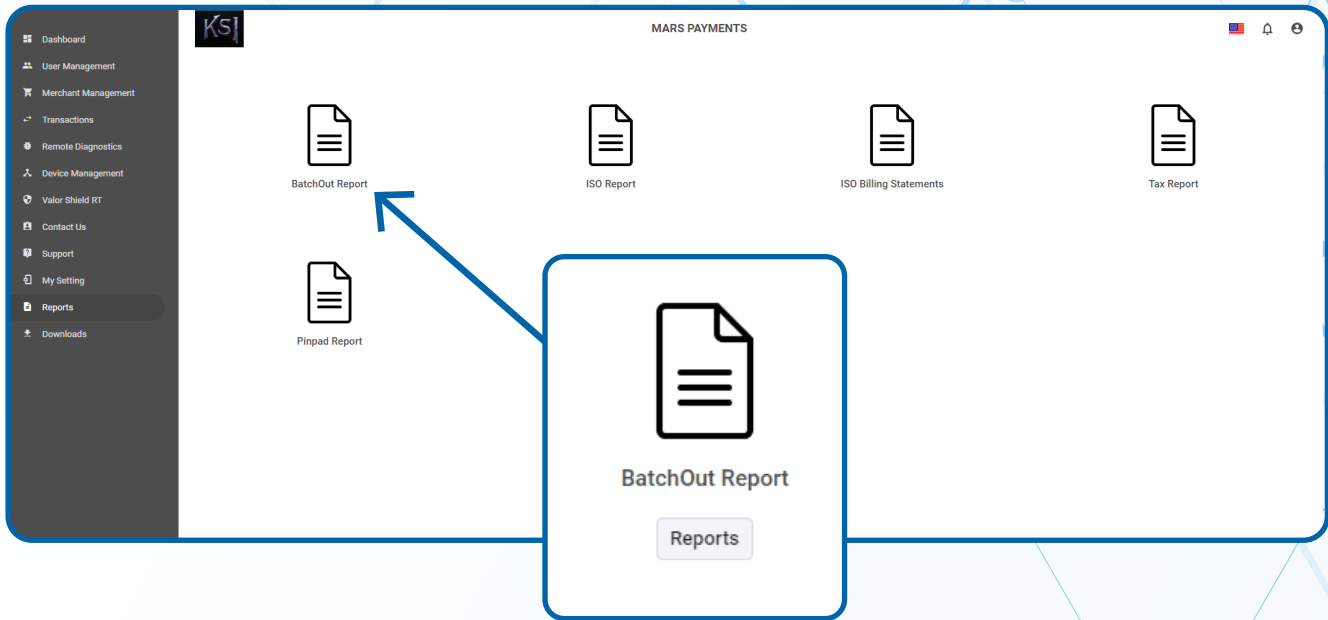 KSI
MARS PAYMENTS
Dashboard
User Management
Merchant Management
Transactions
Remote Diagnostics
Device Management
Valor Shield RT
Contact Us
Support
My Setting
Reports
Downloads
BatchOut Report
ISO Report
ISO Billing Statements
Tax Report
Pinpad Report
BatchOut Report
Reports